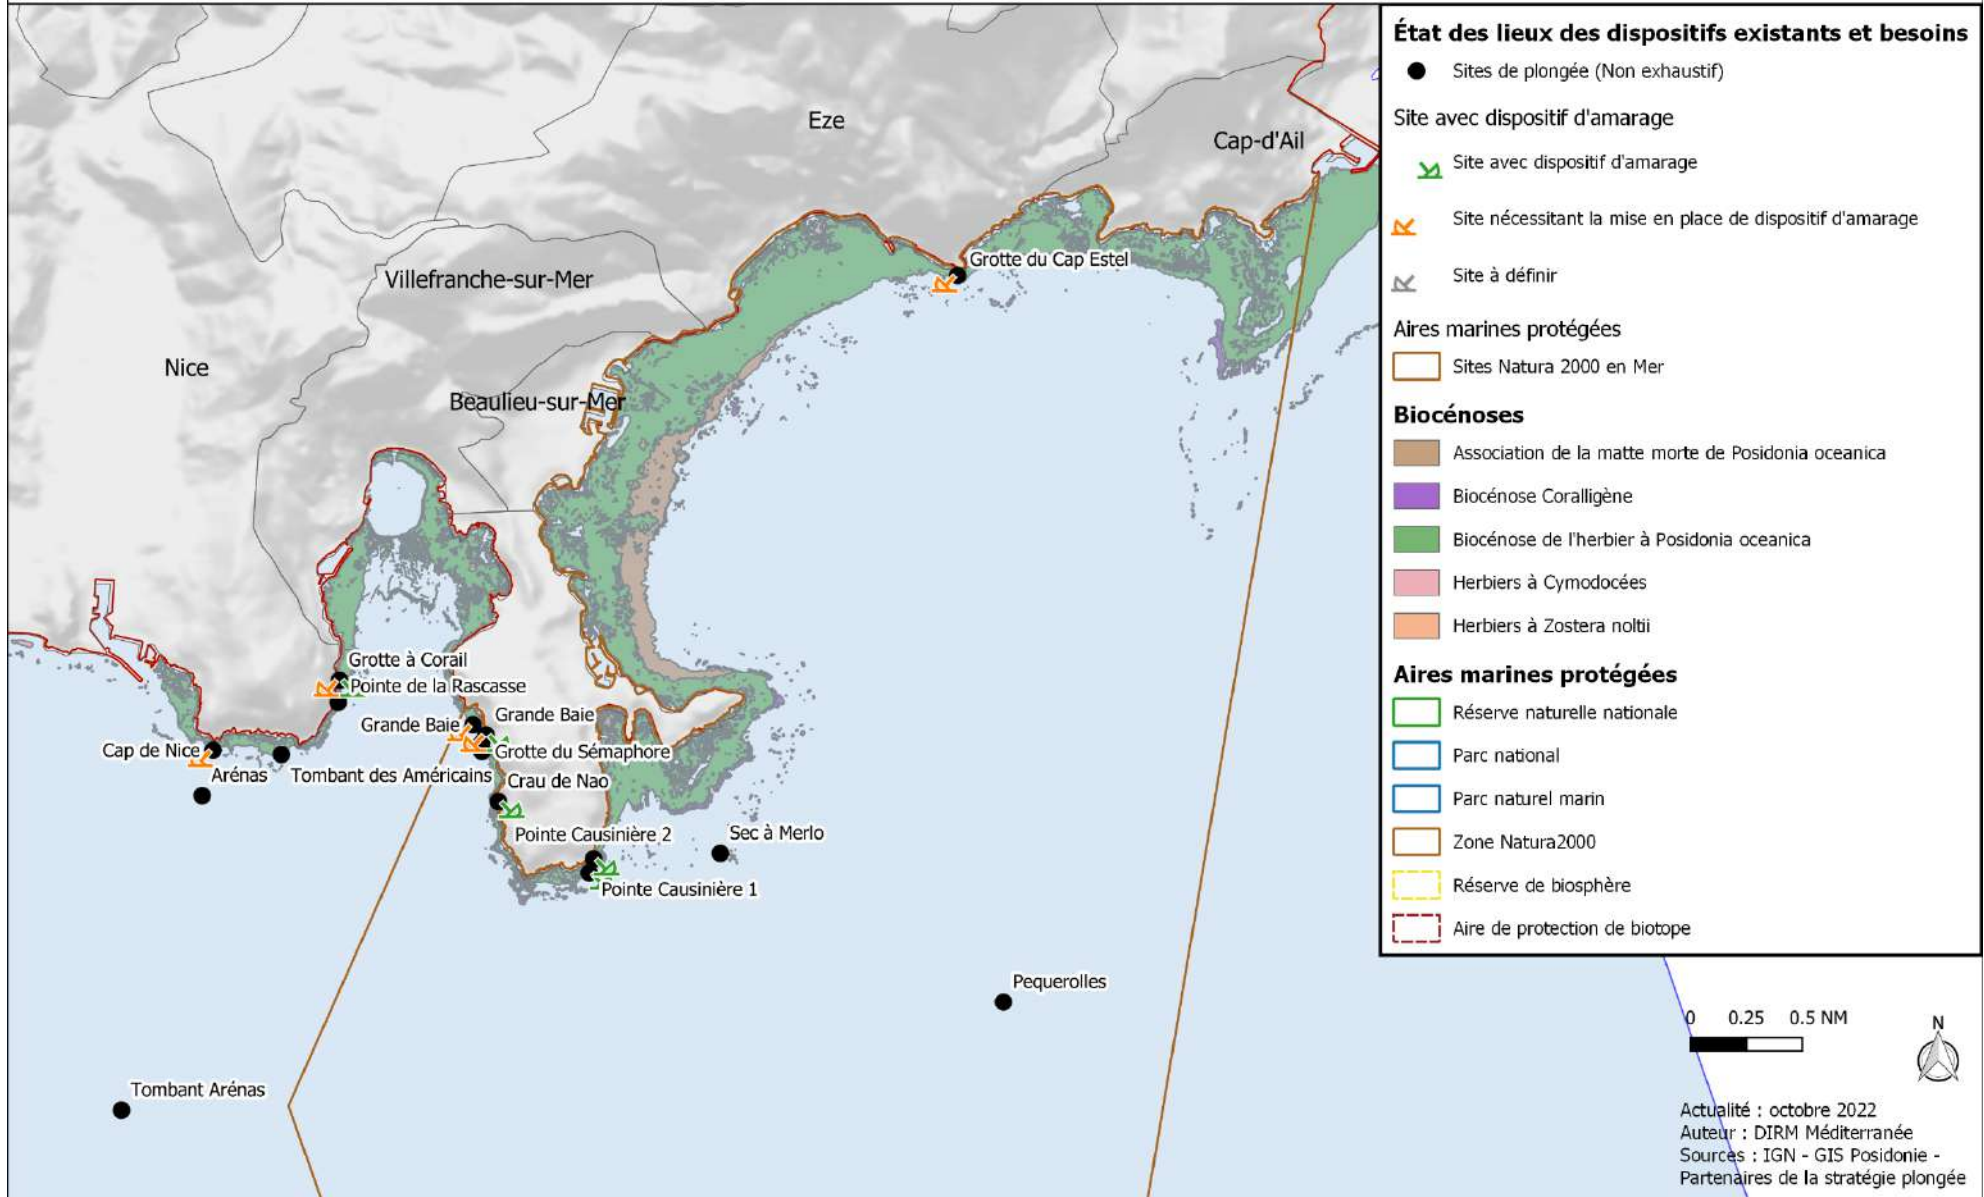 Eze
Cap-d'Ail
Grotte du Cap Estel
Villefranche-sur-Mer
Nice
Beaulieu-sur-Mer
Grotte à Corail
Pointe de la Rascasse
Grande Baie
Grande Baie
Cap de Nice
Grotte du Sémaphore
Arénas
Tombant des Américains
Crau de Nao
Pointe Causinière 2
Sec à Merlo
Pointe Causinière 1
Pequerolles
Tombant Arénas
État des lieux des dispositifs existants et besoins
Sites de plongée (Non exhaustif)
Site avec dispositif d'amarage
Site avec dispositif d'amarage
Site nécessitant la mise en place de dispositif d'amarage
Site à définir
Aires marines protégées
Sites Natura 2000 en Mer
Biocénoses
Association de la matte morte de Posidonia oceanica
Biocénose Coralligène
Biocénose de l'herbier à Posidonia oceanica
Herbiers à Cymodocées
Herbiers à Zostera noltii
Aires marines protégées
Réserve naturelle nationale
Parc national
Parc naturel marin
Zone Natura2000
Réserve de biosphère
Aire de protection de biotope
0 0.25 0.5 NM
N
Actualité : octobre 2022
Auteur : DIRM Méditerranée
Sources : IGN - GIS Posidonie -
Partenaires de la stratégie plongée